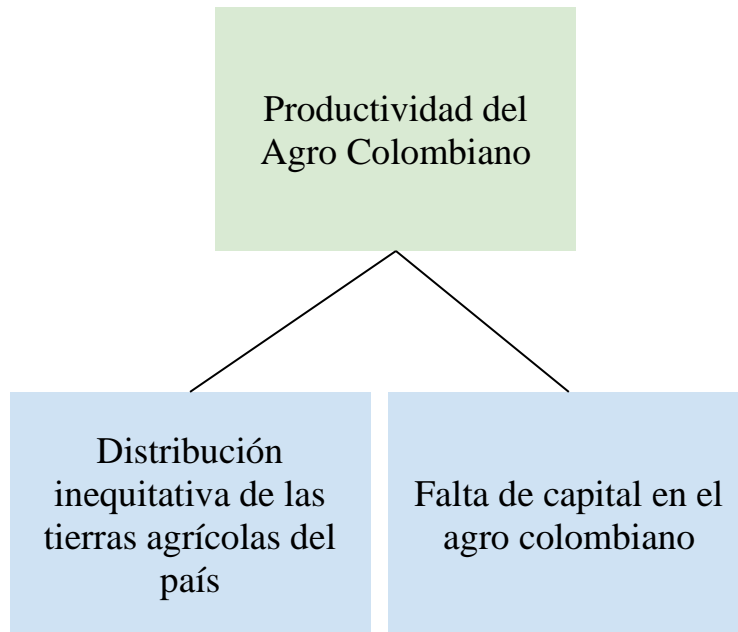 Productividad del
Agro Colombiano
Distribución
inequitativa de las
tierras agrícolas del
país
Falta de capital en el
agro colombiano